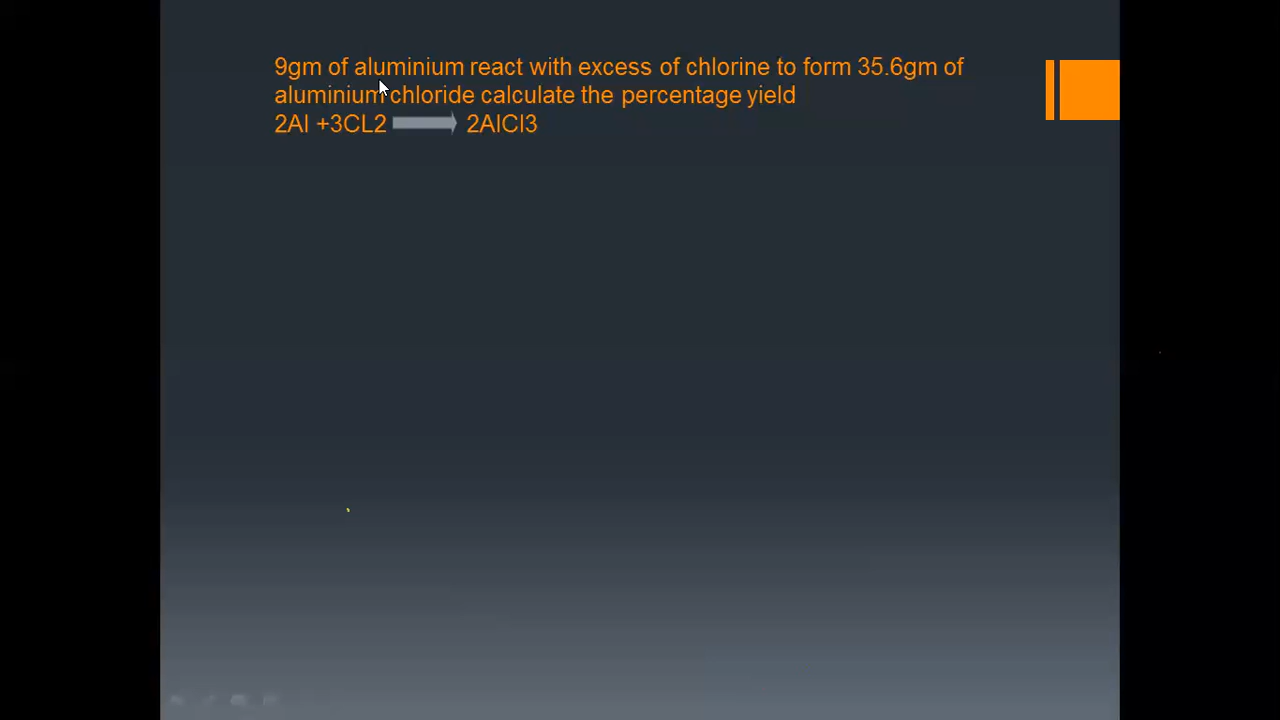 9gm of aluminium react with excess of chlorine to form 35.6gm of
aluminium chloride calculate the percentage yield
2Al +3CL2 2AlCl3